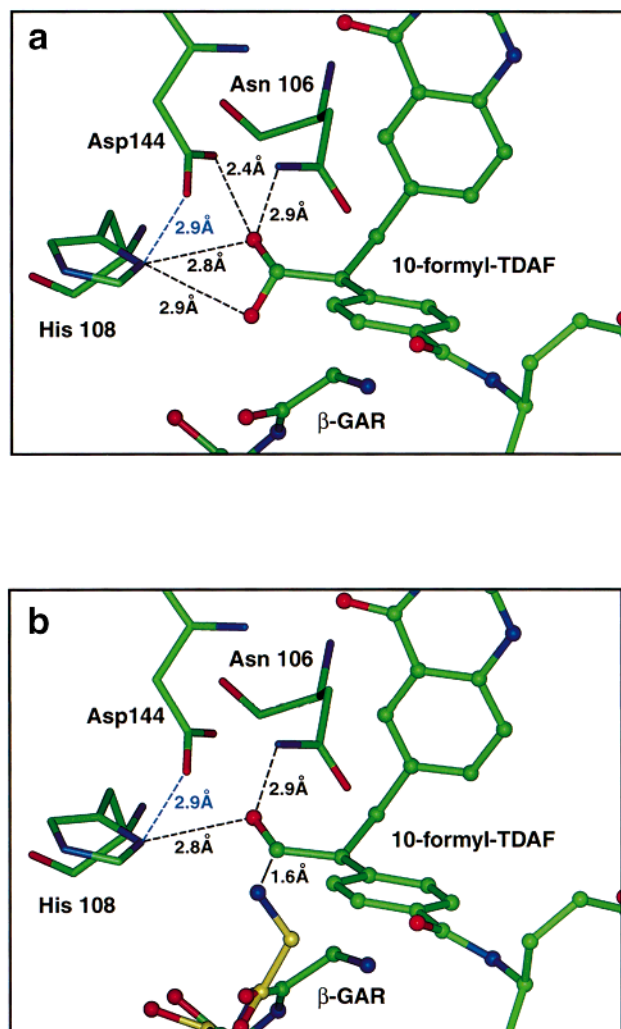 a
Asn 106
Asp144
2.4Å
2.9Å
2.9Å
2.8Å
10-formyl-TDAF
2.9Å
His 108
β-GAR
b
Asn 106
Asp144
2.9Å
2.9Å
2.8Å
10-formyl-TDAF
1.6Å
His 108
β-GAR